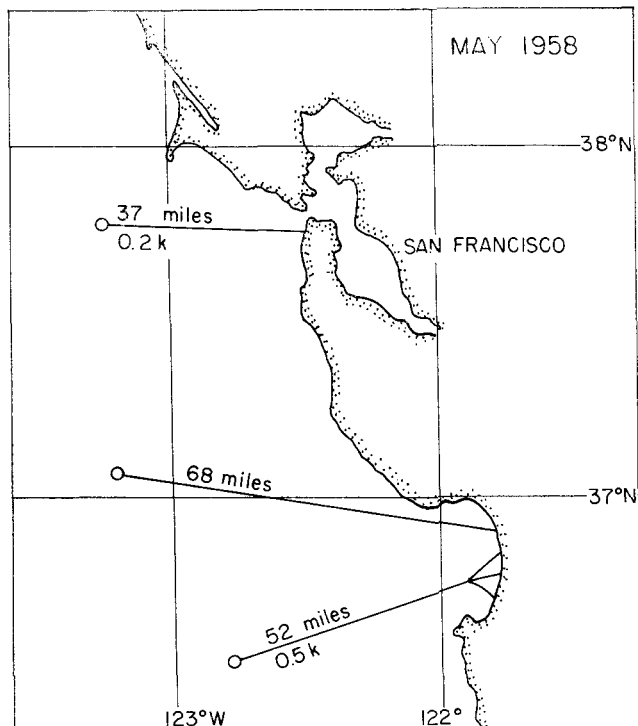 MAY 1958
38°N
37 miles
0.2 k
SAN FRANCISCO
68 miles
37°N
52 miles
0.5 k
123°W
122°